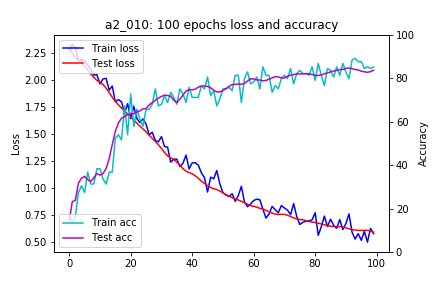 a2_010: 100 epochs loss and accuracy
Train loss
Test loss
Train acc
Test acc
Loss
2.25
2.00
1.75
1.50
1.25
1.00
0.75
0.50
Accuracy
100
80
60
40
20
0
0 20 40 60 80 100